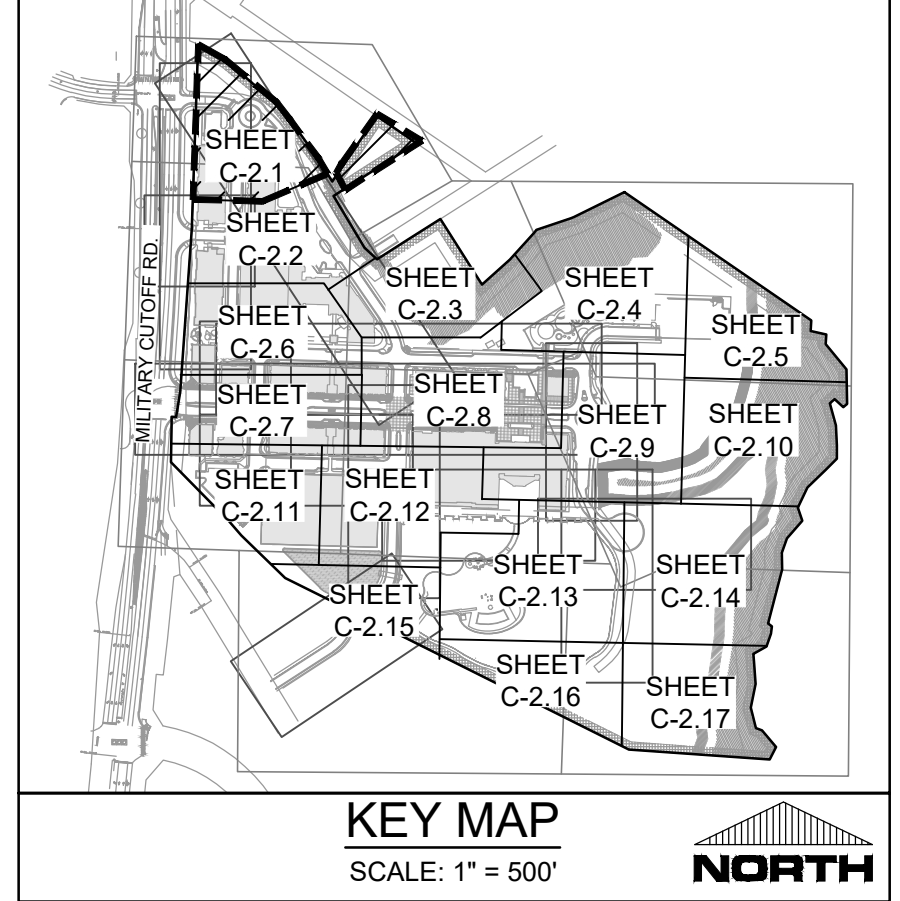 SHEET
C-2.1
SHEET
C-2.2
MILITARY CUTOFF RD.
SHEET
C-2.3
SHEET
C-2.4
SHEET
C-2.5
SHEET
C-2.6
SHEET
C-2.7
SHEET
C-2.8
SHEET
C-2.9
SHEET
C-2.10
SHEET
C-2.11
SHEET
C-2.12
SHEET
C-2.13
SHEET
C-2.14
SHEET
C-2.15
SHEET
C-2.16
SHEET
C-2.17
KEY MAP
SCALE: 1" = 500'
NORTH